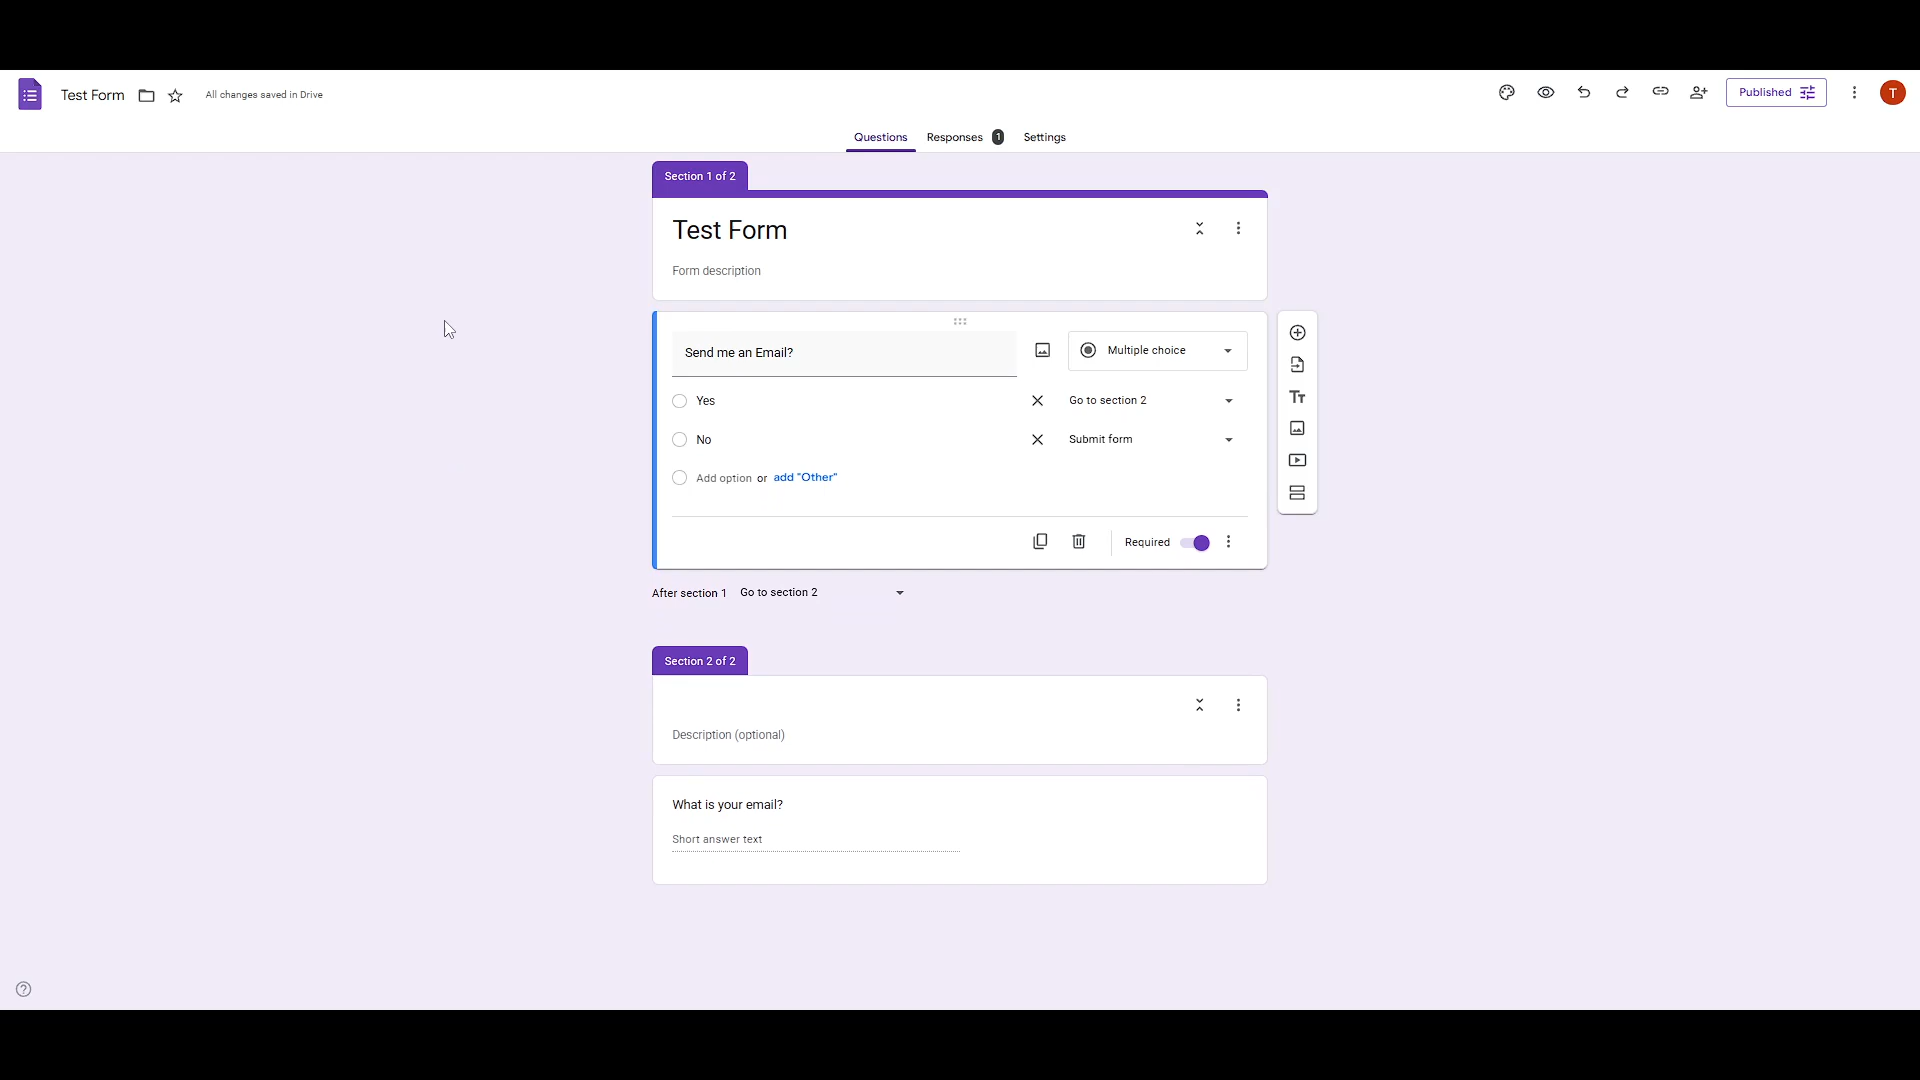 Test Form
All changes saved in Drive
Published
T
Questions
Responses 1
Settings
Section 1 of 2
Test Form
Form description
Send me an Email?
Multiple choice
Yes
Go to section 2
No
Submit form
Add option or add "Other"
Required
After section 1 Go to section 2
Section 2 of 2
Description (optional)
What is your email?
Short answer text